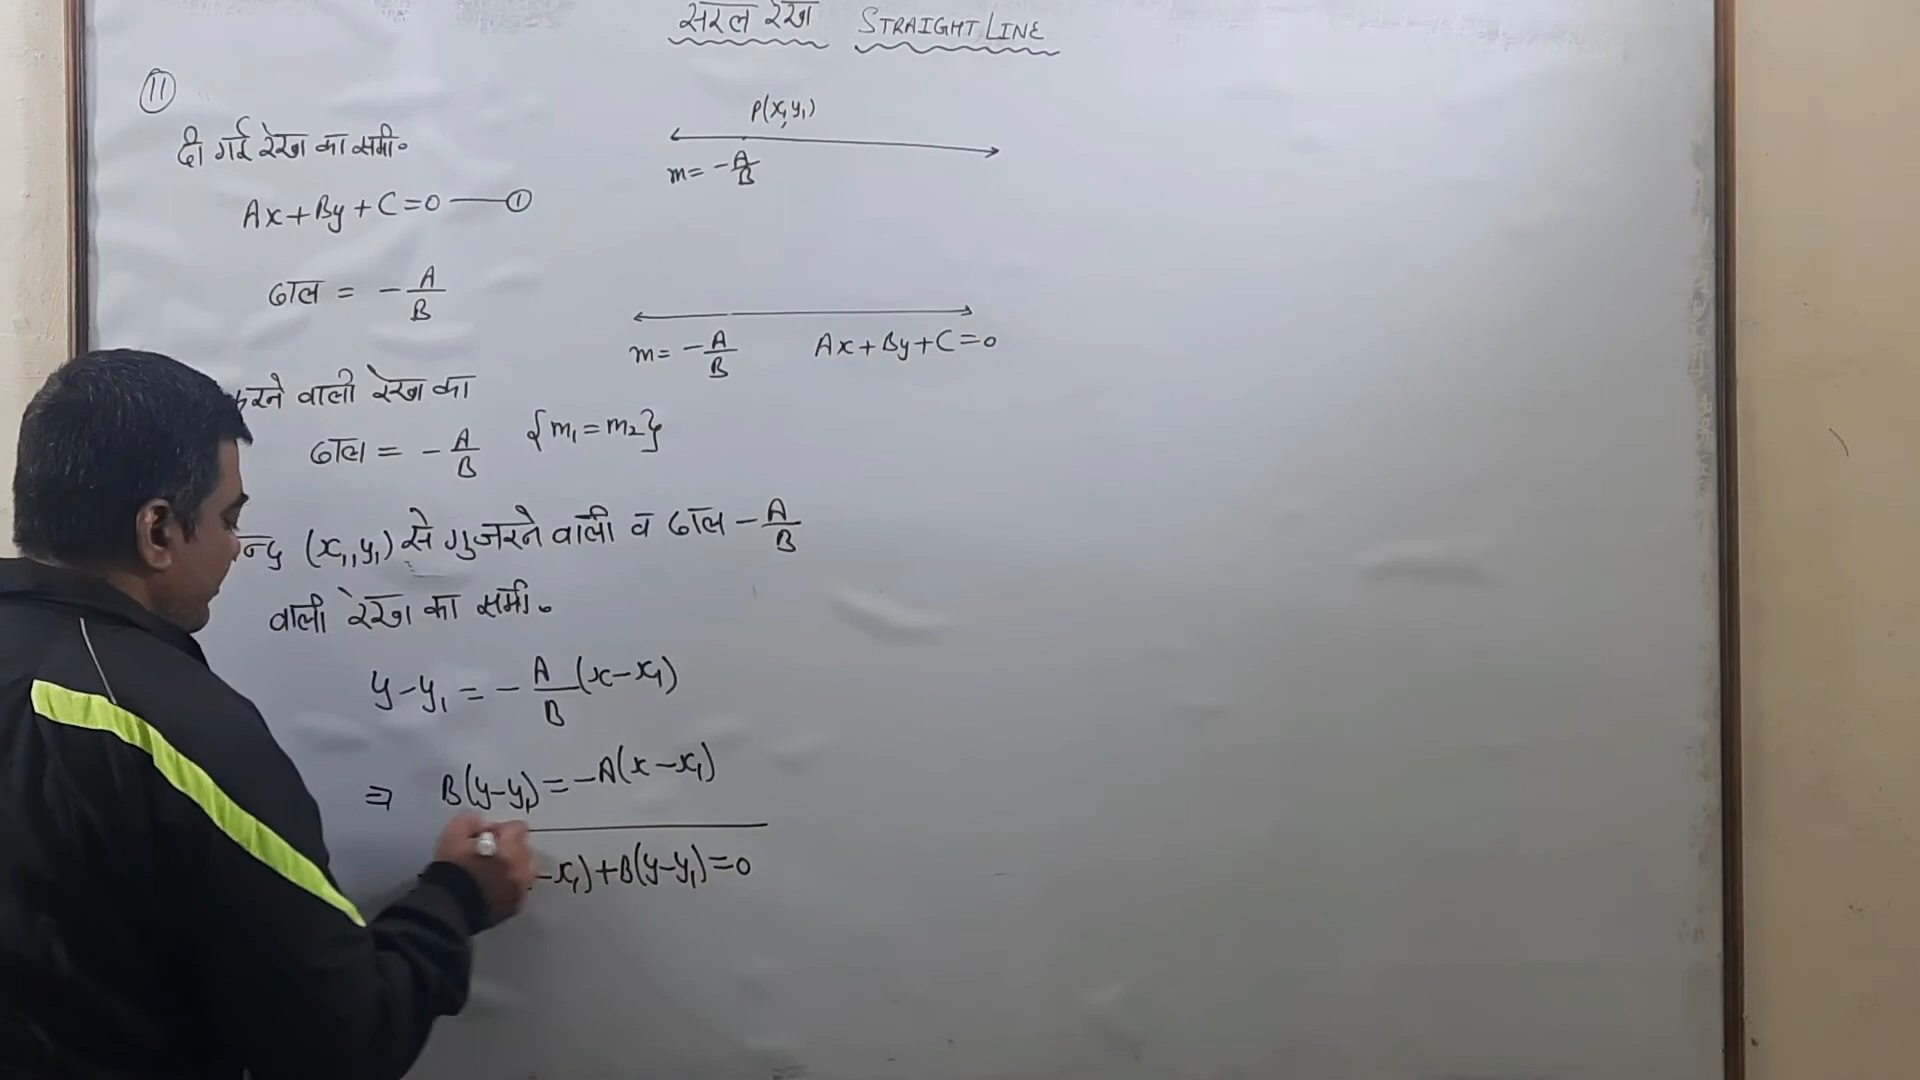 सरल रेखा STRAIGHT LINE
11
दी गई रेखा का समी०
Ax+By+C=0 —— ①
ढाल = -A/B
करने वाली रेखा का
ढाल = -A/B {m₁=m₂}
(x₁,y₁) से गुजरने वाली व ढाल -A/B
वाली रेखा का समी०
y-y₁ = -A/B(x-x₁)
⇒ B(y-y₁)=-A(x-x₁)
-x₁)+B(y-y₁)=0
P(x₁,y₁)
m= -A/B
m= -A/B Ax+By+C=0